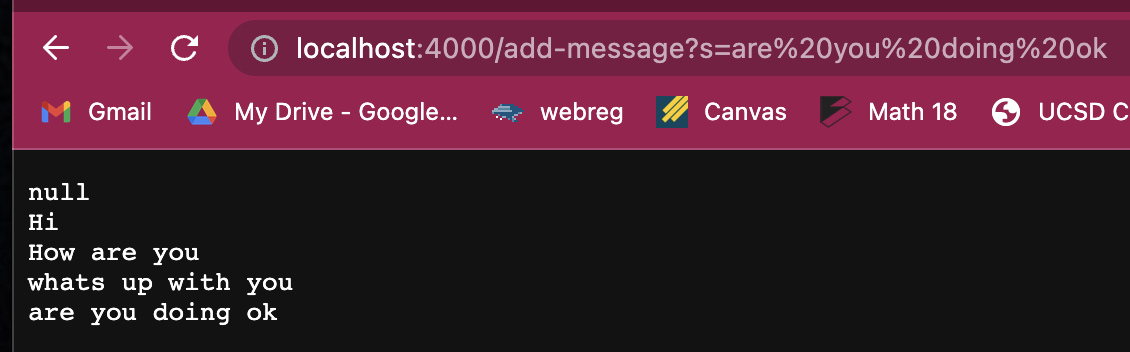 localhost:4000/add-message?s=are%20you%20doing%20ok
Gmail My Drive - Google... webreg Canvas Math 18 UCSD C
null
Hi
How are you
whats up with you
are you doing ok